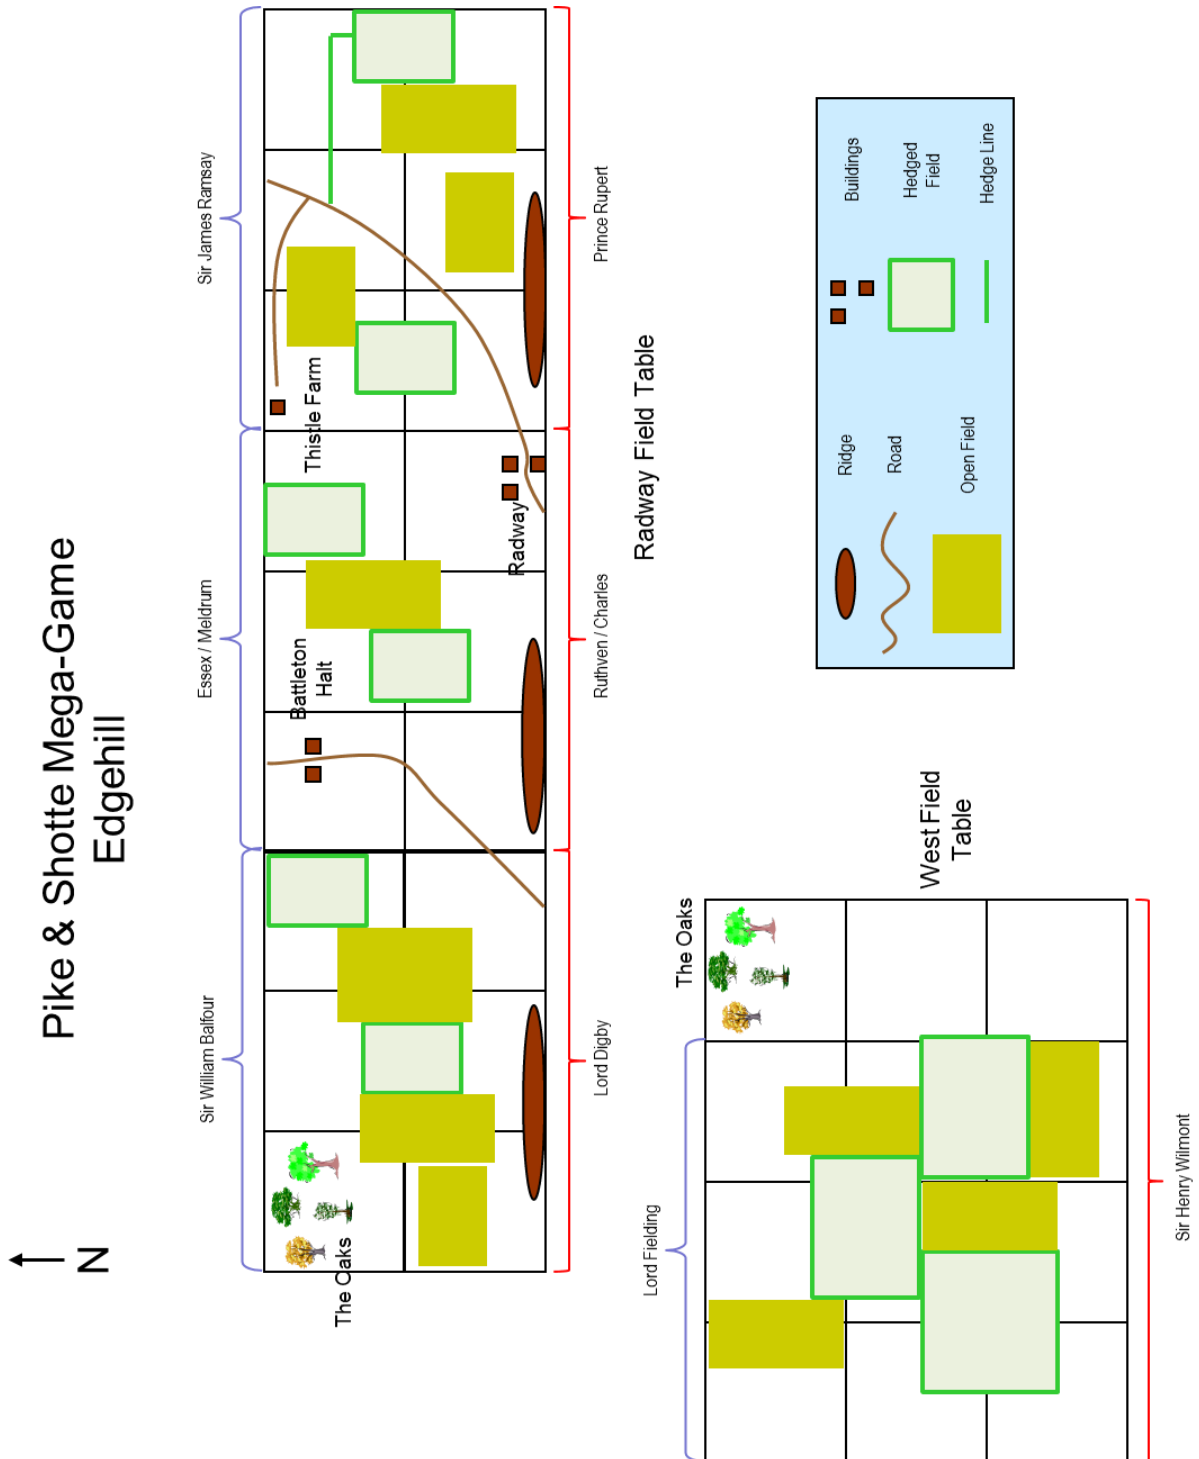 Pike & Shotte Mega-Game
Edgehill
N
Sir William Balfour
Essex / Meldrum
Sir James Ramsay
The Oaks
Battleton
Halt
Thistle Farm
Radway
Lord Digby
Ruthven / Charles
Prince Rupert
Radway Field Table
Lord Fielding
The Oaks
West Field
Table
Sir Henry Wilmont
Ridge
Buildings
Road
Hedged
Field
Open Field
Hedge Line